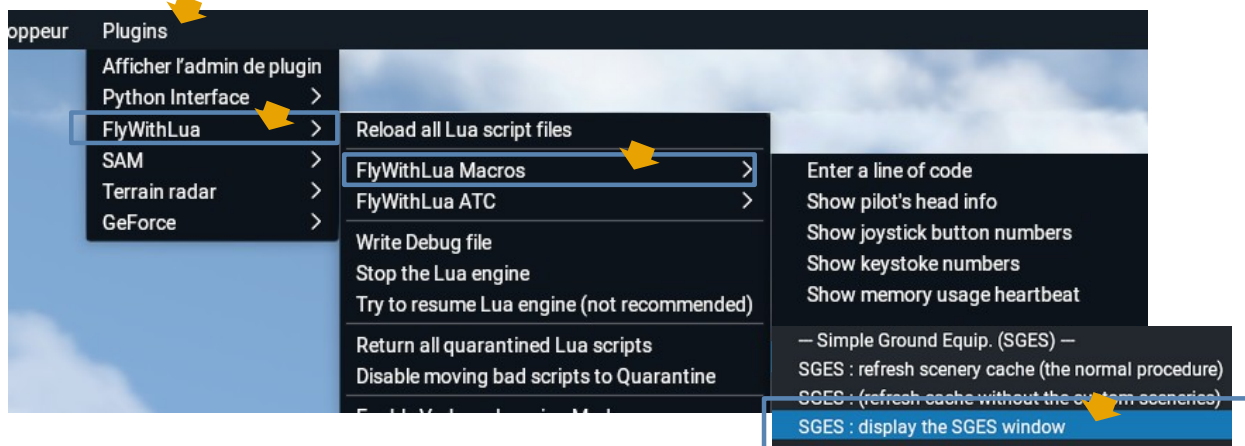 oppeur Plugins
Afficher l'admin de plugin
Python Interface >
FlyWithLua >
SAM >
Terrain radar >
GeForce >
Reload all Lua script files
FlyWithLua Macros >
FlyWithLua ATC >
Write Debug file
Stop the Lua engine
Try to resume Lua engine (not recommended)
Return all quarantined Lua scripts
Disable moving bad scripts to Quarantine
Enter a line of code
Show pilot's head info
Show joystick button numbers
Show keystoke numbers
Show memory usage heartbeat
— Simple Ground Equip. (SGES) —
SGES : refresh scenery cache (the normal procedure)
SGES : (refresh cache without the custom sceneries)
SGES : display the SGES window